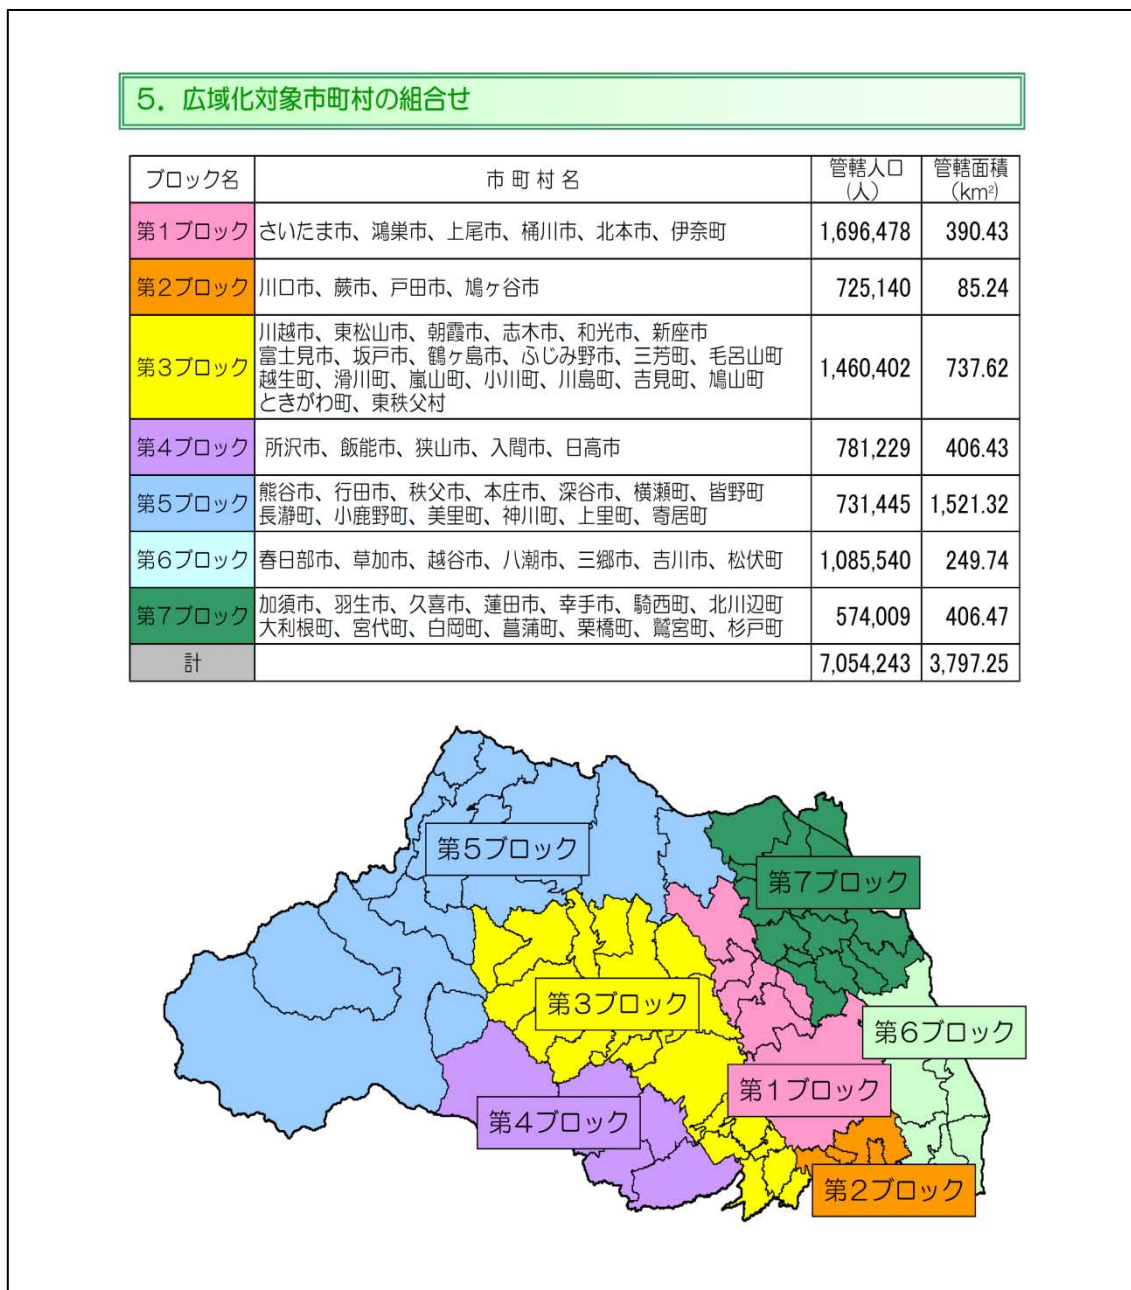 5．広域化対象市町村の組合せ
ブロック名 市町村名 管轄人口（人） 管轄面積（km²）
第1ブロック さいたま市、鴻巣市、上尾市、桶川市、北本市、伊奈町 1,696,478 390.43
第2ブロック 川口市、蕨市、戸田市、鳩ヶ谷市 725,140 85.24
第3ブロック 川越市、東松山市、朝霞市、志木市、和光市、新座市
富士見市、坂戸市、鶴ヶ島市、ふじみ野市、三芳町、毛呂山町
越生町、滑川町、嵐山町、小川町、川島町、吉見町、鳩山町
ときがわ町、東秩父村 1,460,402 737.62
第4ブロック 所沢市、飯能市、狭山市、入間市、日高市 781,229 406.43
第5ブロック 熊谷市、行田市、秩父市、本庄市、深谷市、横瀬町、皆野町
長瀞町、小鹿野町、美里町、神川町、上里町、寄居町 731,445 1,521.32
第6ブロック 春日部市、草加市、越谷市、八潮市、三郷市、吉川市、松伏町 1,085,540 249.74
第7ブロック 加須市、羽生市、久喜市、蓮田市、幸手市、騎西町、北川辺町
大利根町、宮代町、白岡町、菖蒲町、栗橋町、鷲宮町、杉戸町 574,009 406.47
計 7,054,243 3,797.25
第5ブロック
第7ブロック
第3ブロック
第6ブロック
第1ブロック
第4ブロック
第2ブロック